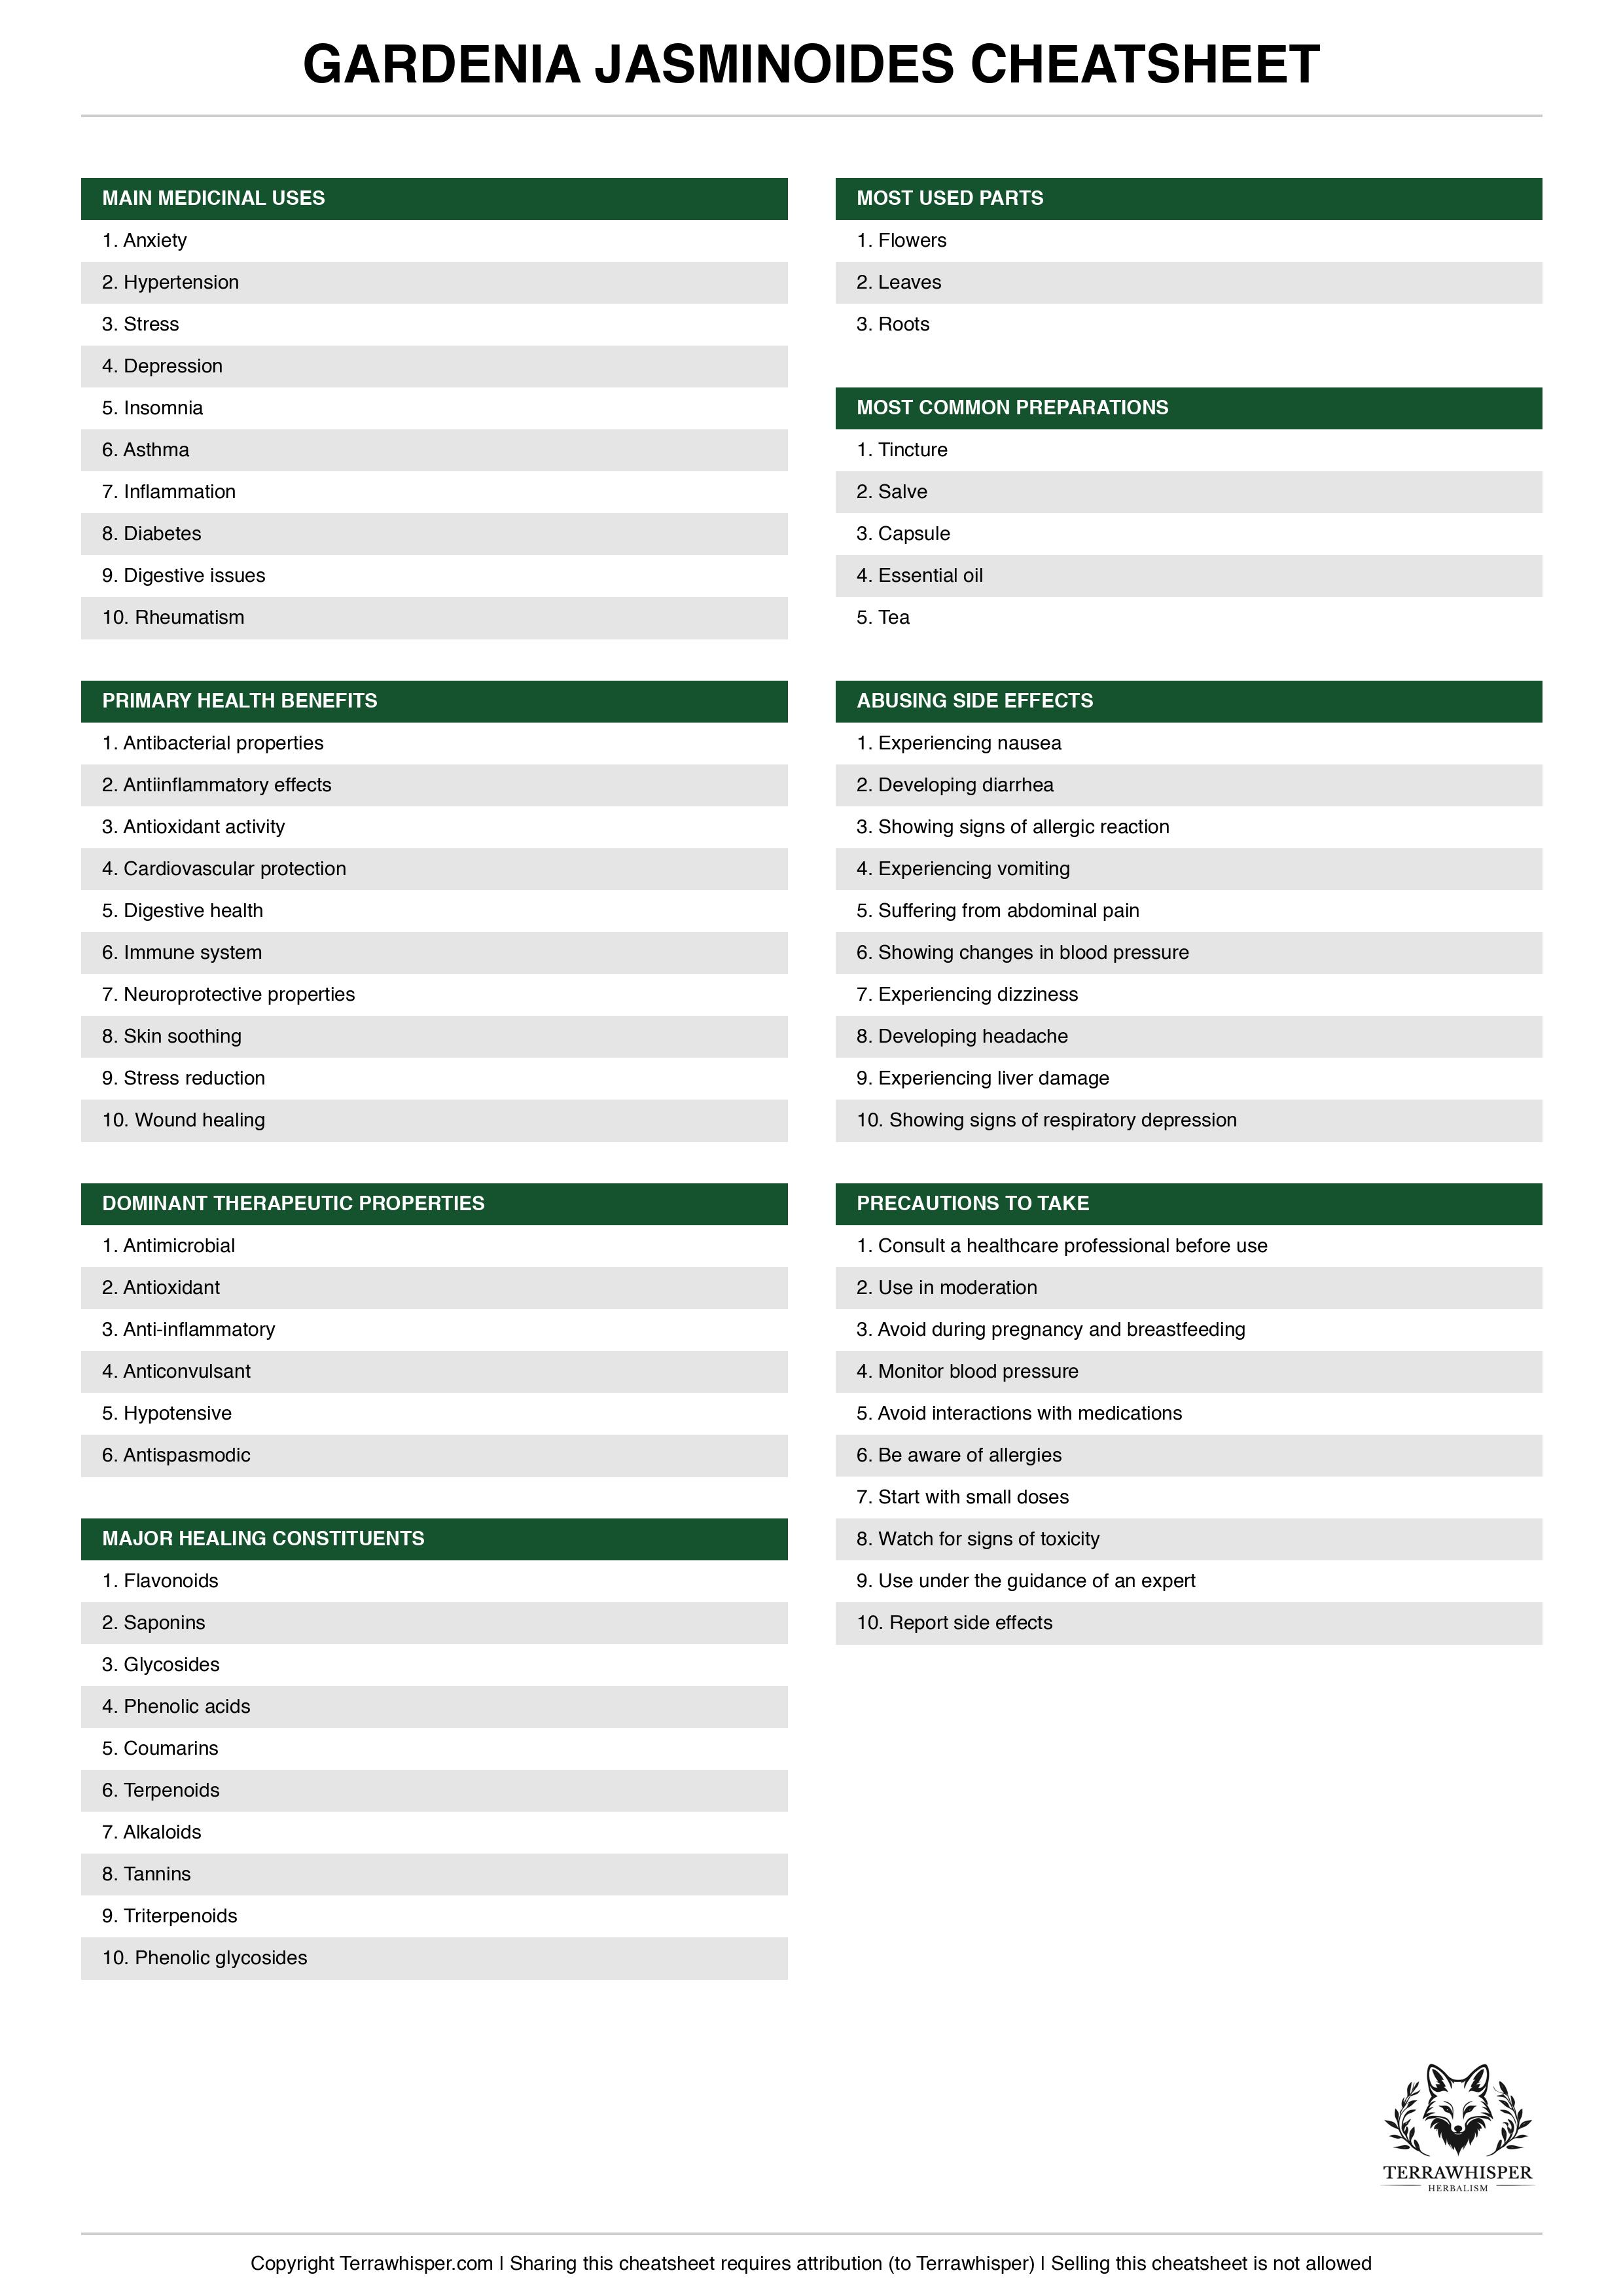 GARDENIA JASMINOIDES CHEATSHEET
MAIN MEDICINAL USES
1. Anxiety
2. Hypertension
3. Stress
4. Depression
5. Insomnia
6. Asthma
7. Inflammation
8. Diabetes
9. Digestive issues
10. Rheumatism
PRIMARY HEALTH BENEFITS
1. Antibacterial properties
2. Antiinflammatory effects
3. Antioxidant activity
4. Cardiovascular protection
5. Digestive health
6. Immune system
7. Neuroprotective properties
8. Skin soothing
9. Stress reduction
10. Wound healing
DOMINANT THERAPEUTIC PROPERTIES
1. Antimicrobial
2. Antioxidant
3. Anti-inflammatory
4. Anticonvulsant
5. Hypotensive
6. Antispasmodic
MAJOR HEALING CONSTITUENTS
1. Flavonoids
2. Saponins
3. Glycosides
4. Phenolic acids
5. Coumarins
6. Terpenoids
7. Alkaloids
8. Tannins
9. Triterpenoids
10. Phenolic glycosides
MOST USED PARTS
1. Flowers
2. Leaves
3. Roots
MOST COMMON PREPARATIONS
1. Tincture
2. Salve
3. Capsule
4. Essential oil
5. Tea
ABUSING SIDE EFFECTS
1. Experiencing nausea
2. Developing diarrhea
3. Showing signs of allergic reaction
4. Experiencing vomiting
5. Suffering from abdominal pain
6. Showing changes in blood pressure
7. Experiencing dizziness
8. Developing headache
9. Experiencing liver damage
10. Showing signs of respiratory depression
PRECAUTIONS TO TAKE
1. Consult a healthcare professional before use
2. Use in moderation
3. Avoid during pregnancy and breastfeeding
4. Monitor blood pressure
5. Avoid interactions with medications
6. Be aware of allergies
7. Start with small doses
8. Watch for signs of toxicity
9. Use under the guidance of an expert
10. Report side effects
TERRAWHISPER
HERBALISM
Copyright Terrawhisper.com | Sharing this cheatsheet requires attribution (to Terrawhisper) | Selling this cheatsheet is not allowed